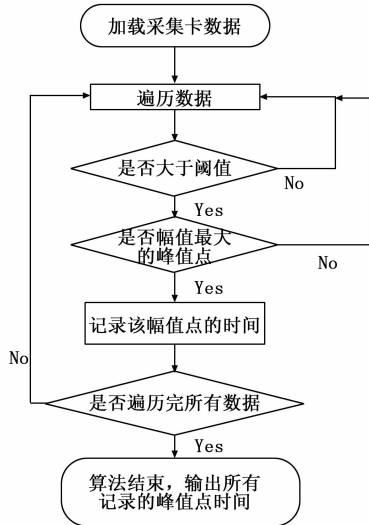 加载采集卡数据
遍历数据
是否大于阈值
No
Yes
是否幅值最大
的峰值点
No
Yes
记录该幅值点的时间
No
是否遍历完所有数据
Yes
算法结束，输出所有
记录的峰值点时间